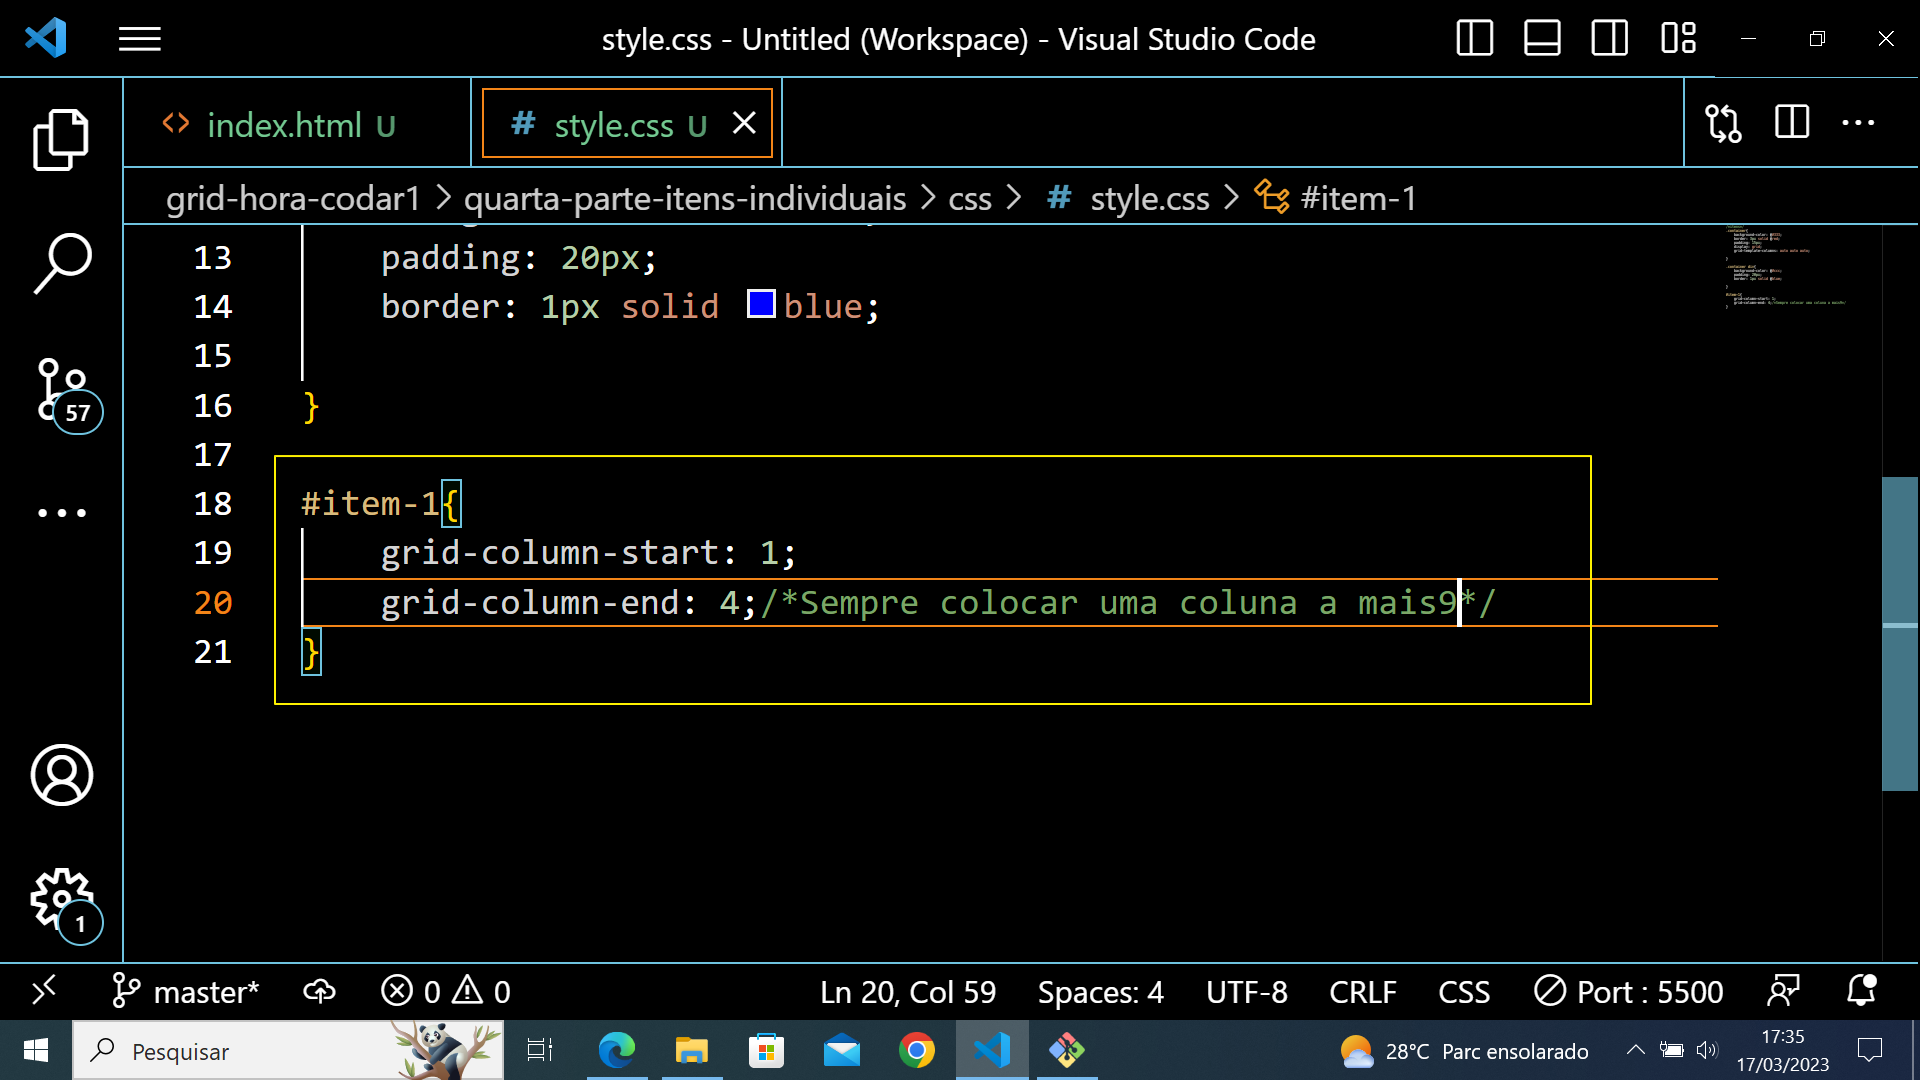 style.css - Untitled (Workspace) - Visual Studio Code
<> index.html U
# style.css U
grid-hora-codar1 > quarta-parte-itens-individuais > css > # style.css > #item-1
13 padding: 20px;
14 border: 1px solid blue;
15
16 }
17
18 #item-1{
19 grid-column-start: 1;
20 grid-column-end: 4;/*Sempre colocar uma coluna a mais9*/
21 }
57
1
master* 0 0 Ln 20, Col 59 Spaces: 4 UTF-8 CRLF CSS Port : 5500
Pesquisar
28°C Parc ensolarado
17:35
17/03/2023